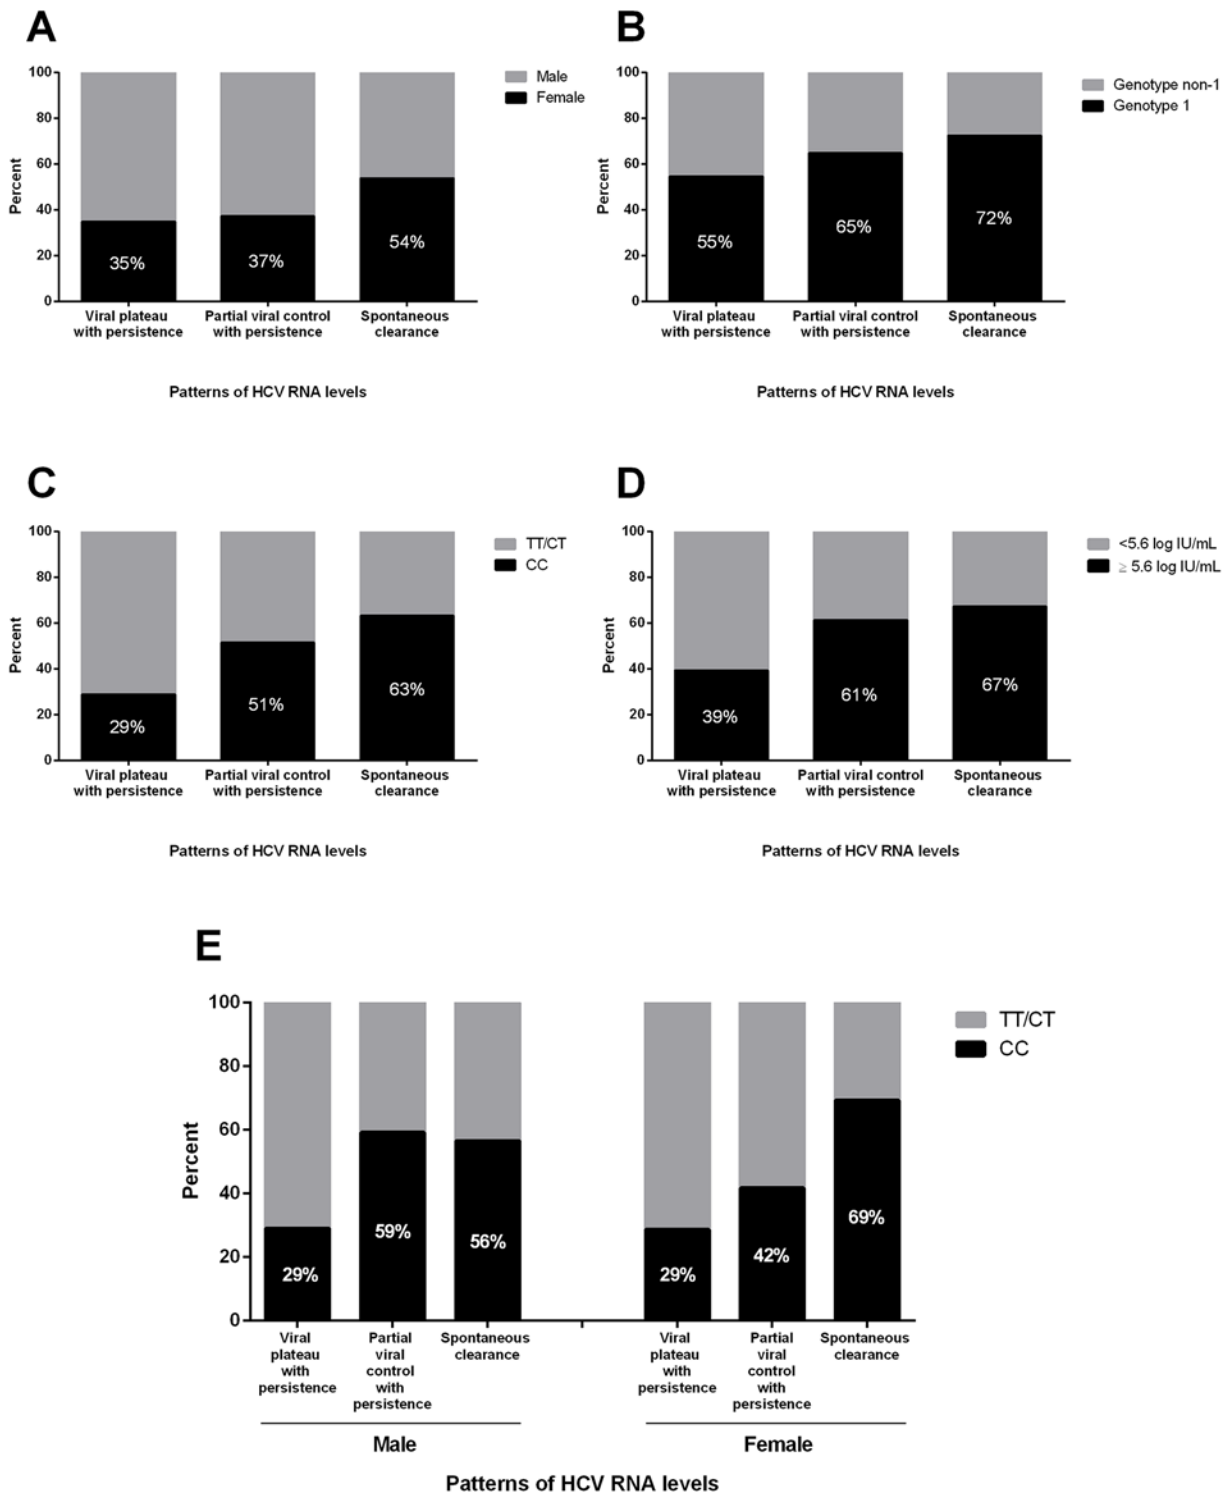 A
100
80
60
40
20
0
Percent
35%
37%
54%
Viral plateau
with persistence
Partial viral control
with persistence
Spontaneous
clearance
Patterns of HCV RNA levels
Male
Female
B
100
80
60
40
20
0
Percent
55%
65%
72%
Viral plateau
with persistence
Partial viral control
with persistence
Spontaneous
clearance
Patterns of HCV RNA levels
Genotype non-1
Genotype 1
C
100
80
60
40
20
0
Percent
29%
51%
63%
Viral plateau
with persistence
Partial viral control
with persistence
Spontaneous
clearance
Patterns of HCV RNA levels
TT/CT
CC
D
100
80
60
40
20
0
Percent
39%
61%
67%
Viral plateau
with persistence
Partial viral control
with persistence
Spontaneous
clearance
Patterns of HCV RNA levels
<5.6 log IU/mL
≥ 5.6 log IU/mL
E
100
80
60
40
20
0
Percent
29%
59%
56%
29%
42%
69%
Viral
plateau
with
persistence
Partial
viral
control
with
persistence
Spontaneous
clearance
Viral
plateau
with
persistence
Partial
viral
control
with
persistence
Spontaneous
clearance
Male
Female
Patterns of HCV RNA levels
TT/CT
CC